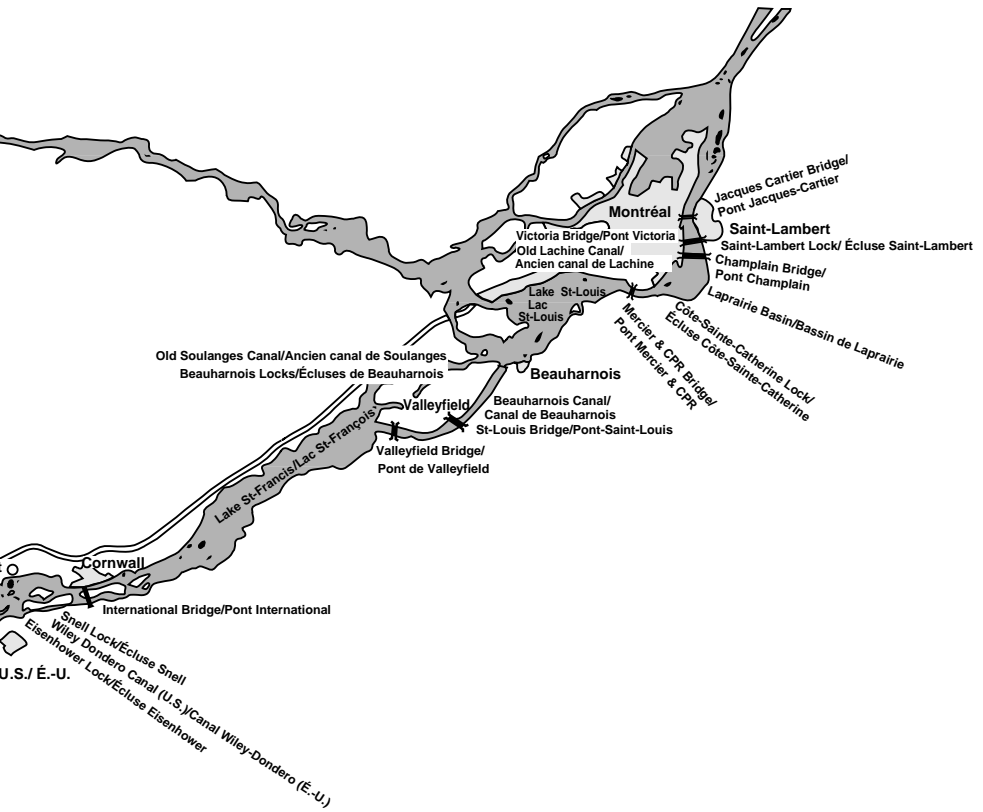 Jacques Cartier Bridge/
Pont Jacques-Cartier
Montréal
Saint-Lambert
Victoria Bridge/Pont Victoria
Saint-Lambert Lock/ Écluse Saint-Lambert
Old Lachine Canal/
Ancien canal de Lachine
Champlain Bridge/
Pont Champlain
Lake St-Louis
Lac
St-Louis
Laprairie Basin/Bassin de Laprairie
Côte-Sainte-Catherine Lock/
Écluse Côte-Sainte-Catherine
Mercier & CPR Bridge/
Pont Mercier & CPR
Old Soulanges Canal/Ancien canal de Soulanges
Beauharnois Locks/Écluses de Beauharnois
Beauharnois
Valleyfield
Beauharnois Canal/
Canal de Beauharnois
St-Louis Bridge/Pont-Saint-Louis
Valleyfield Bridge/
Pont de Valleyfield
Lake St-Francis/Lac St-François
t
Cornwall
International Bridge/Pont International
Snell Lock/Écluse Snell
Wiley Dondero Canal (U.S.)/Canal Wiley-Dondero (É.-U.)
Eisenhower Lock/Écluse Eisenhower
U.S./ É.-U.